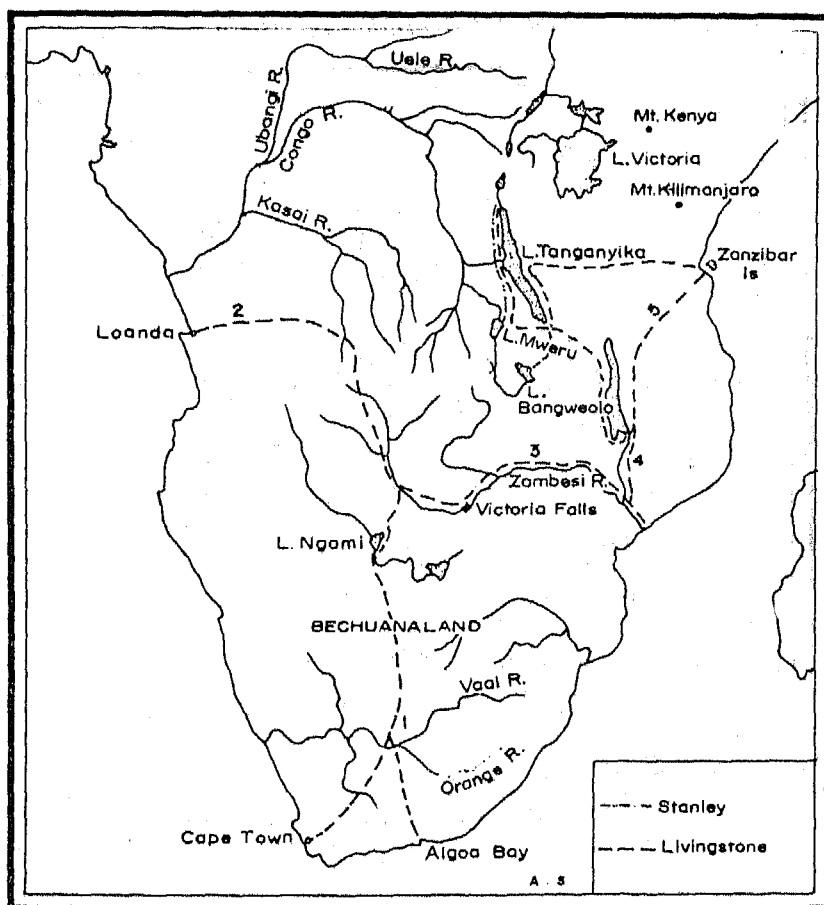 Uele R.
Ubangi R.
Congo R.
Mt. Kenya
L. Victoria
Mt. Kilimanjaro
Kasai R.
L. Tanganyika
Zanzibar
Is
2
5
Loanda
L. Mweru
L.
Bangweolo
3
4
Zambesi R.
Victoria Falls
L. Ngami
BECHUANALAND
Vaal R.
Orange R.
Stanley
Cape Town
Algoa Bay
Livingstone
A. S